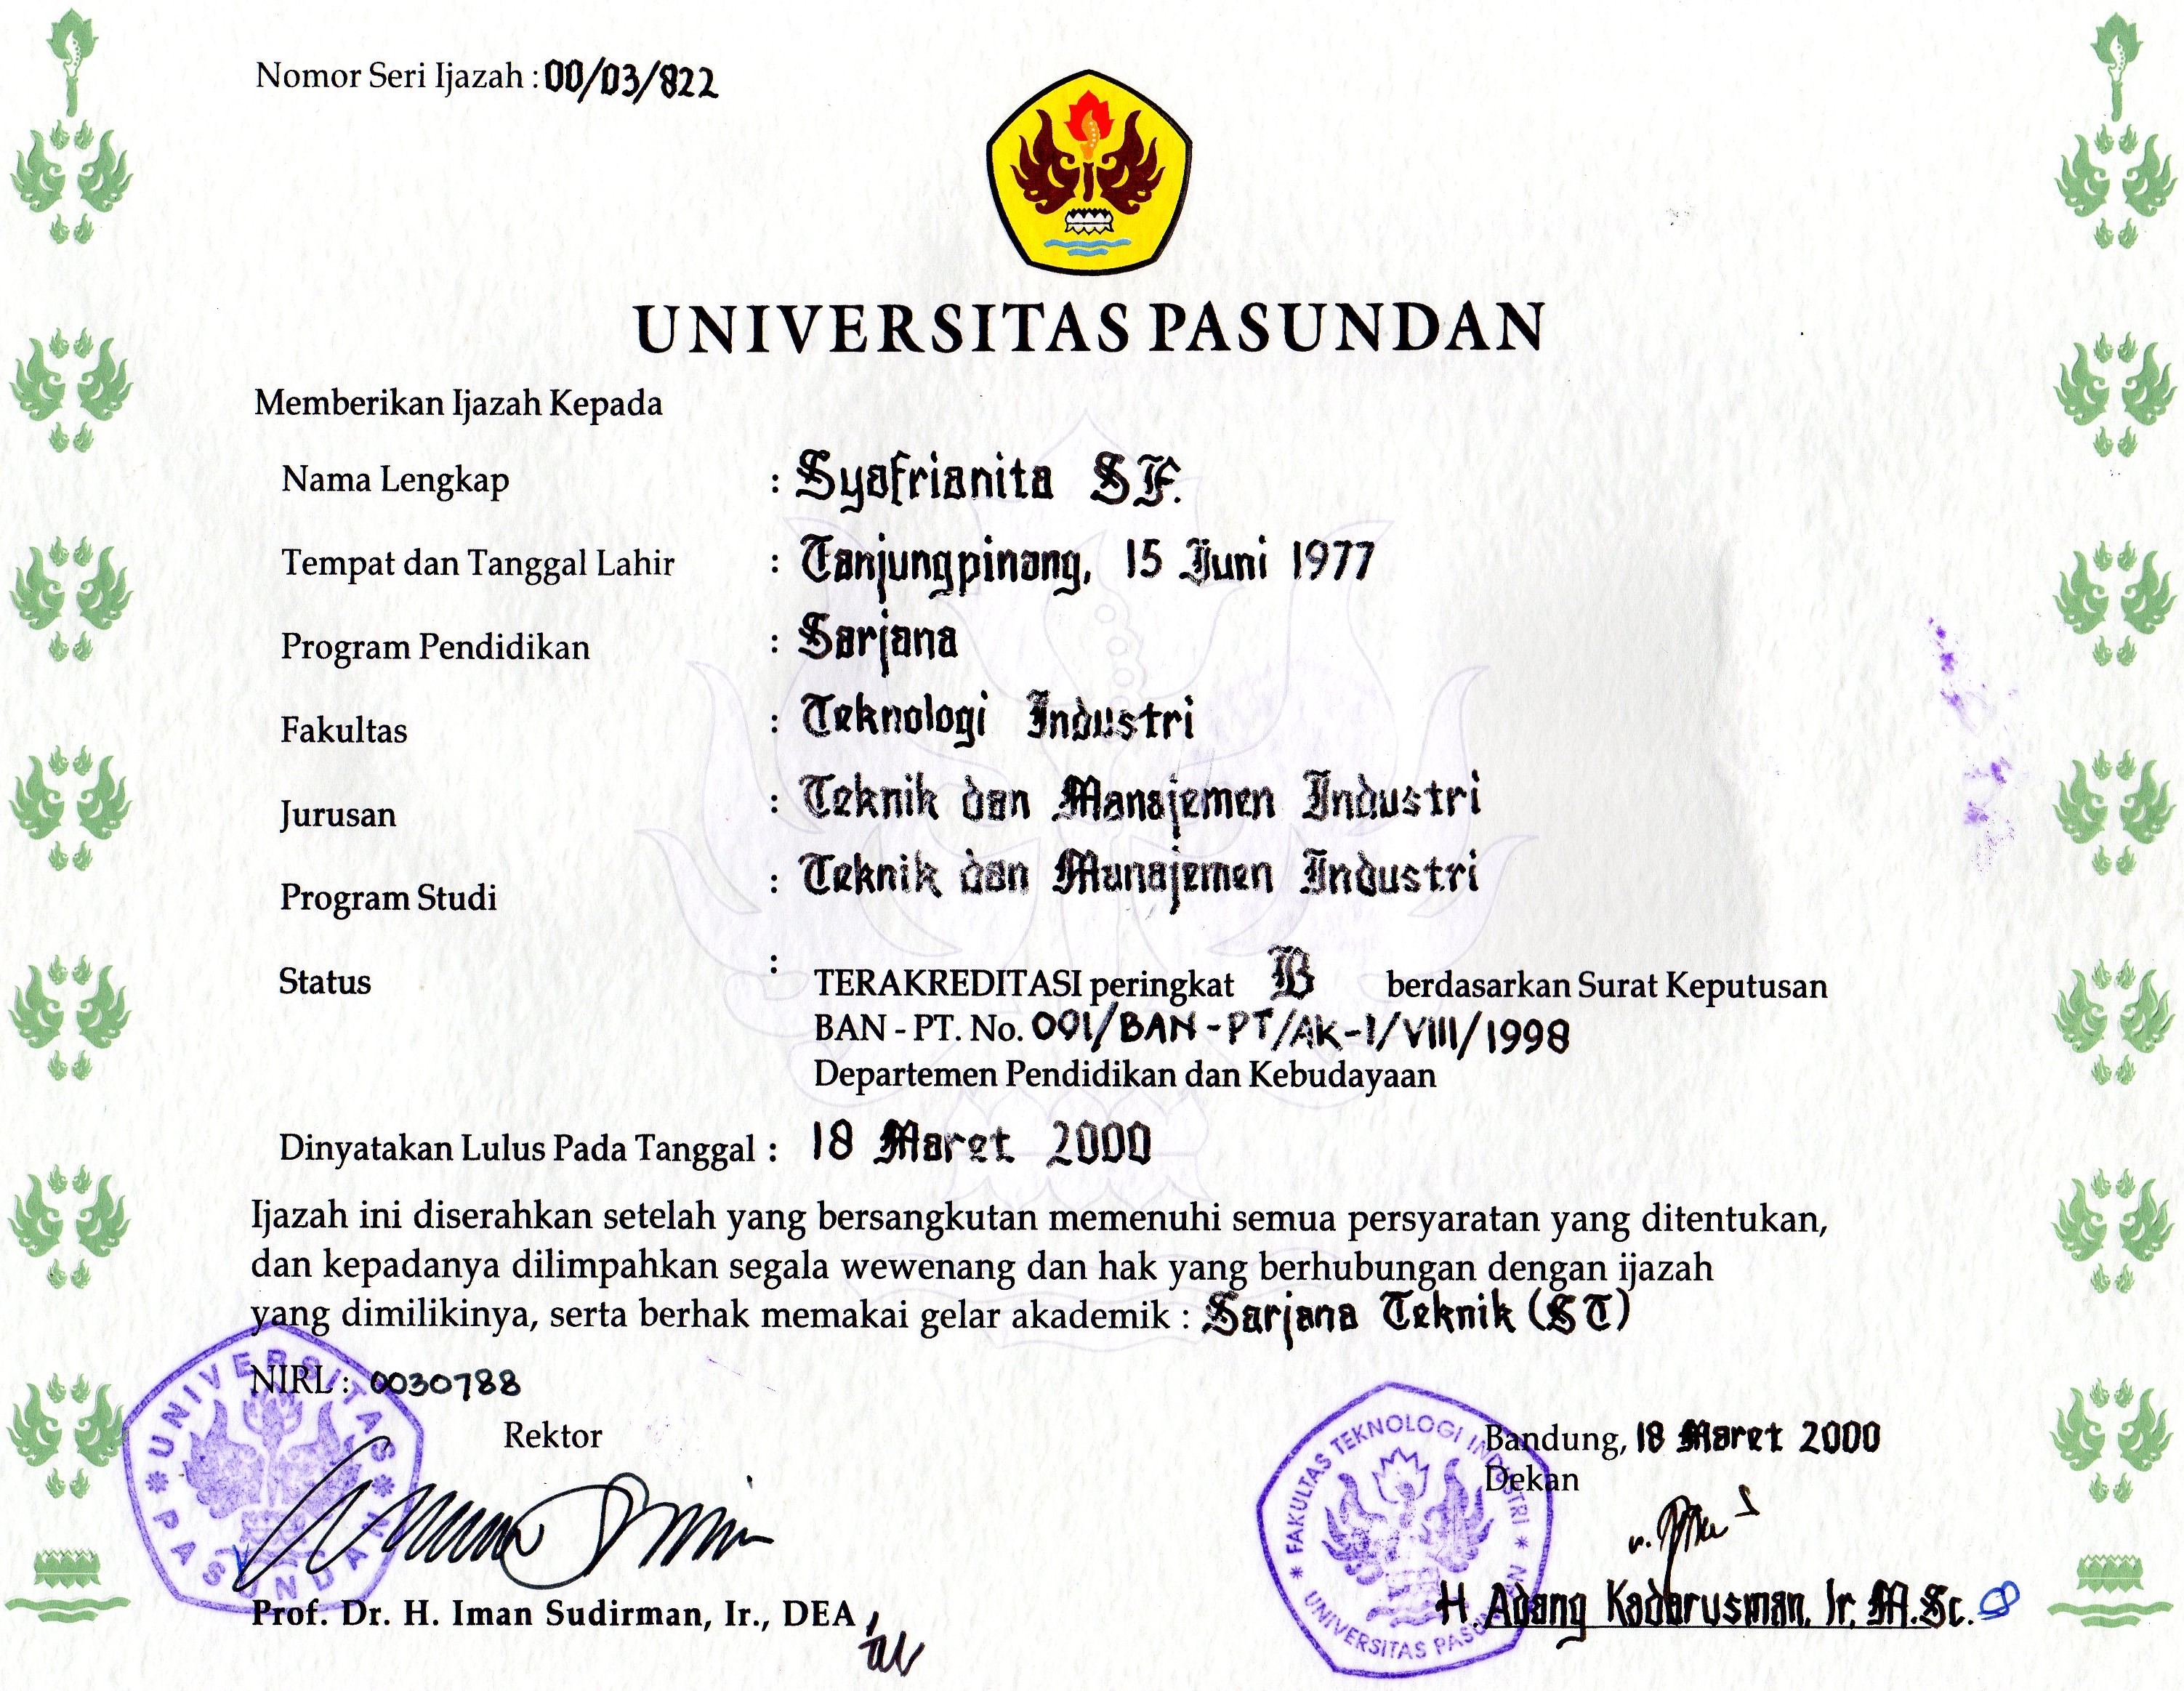 Nomor Seri Ijazah : 00/03/822
UNIVERSITAS PASUNDAN
Memberikan Ijazah Kepada
Nama Lengkap : Syafrianita SF.
Tempat dan Tanggal Lahir : Tanjungpinang, 15 Juni 1977
Program Pendidikan : Sarjana
Fakultas : Teknologi Industri
Jurusan : Teknik dan Manajemen Industri
Program Studi : Teknik dan Manajemen Industri
Status : TERAKREDITASI peringkat B berdasarkan Surat Keputusan
BAN - PT. No. 001/BAN-PT/AK-1/VIII/1998
Departemen Pendidikan dan Kebudayaan
Dinyatakan Lulus Pada Tanggal : 18 Maret 2000
Ijazah ini diserahkan setelah yang bersangkutan memenuhi semua persyaratan yang ditentukan,
dan kepadanya dilimpahkan segala wewenang dan hak yang berhubungan dengan ijazah
yang dimilikinya, serta berhak memakai gelar akademik : Sarjana Teknik (ST)
NIRL : 0030788
Rektor
UNIVERSITAS PASUNDAN
Prof. Dr. H. Iman Sudirman, Ir., DEA
Bandung, 18 Maret 2000
Dekan
FAKULTAS TEKNOLOGI INDUSTRI
UNIVERSITAS PASUNDAN
H. Adang Kadarusman, Ir. M.Sc.